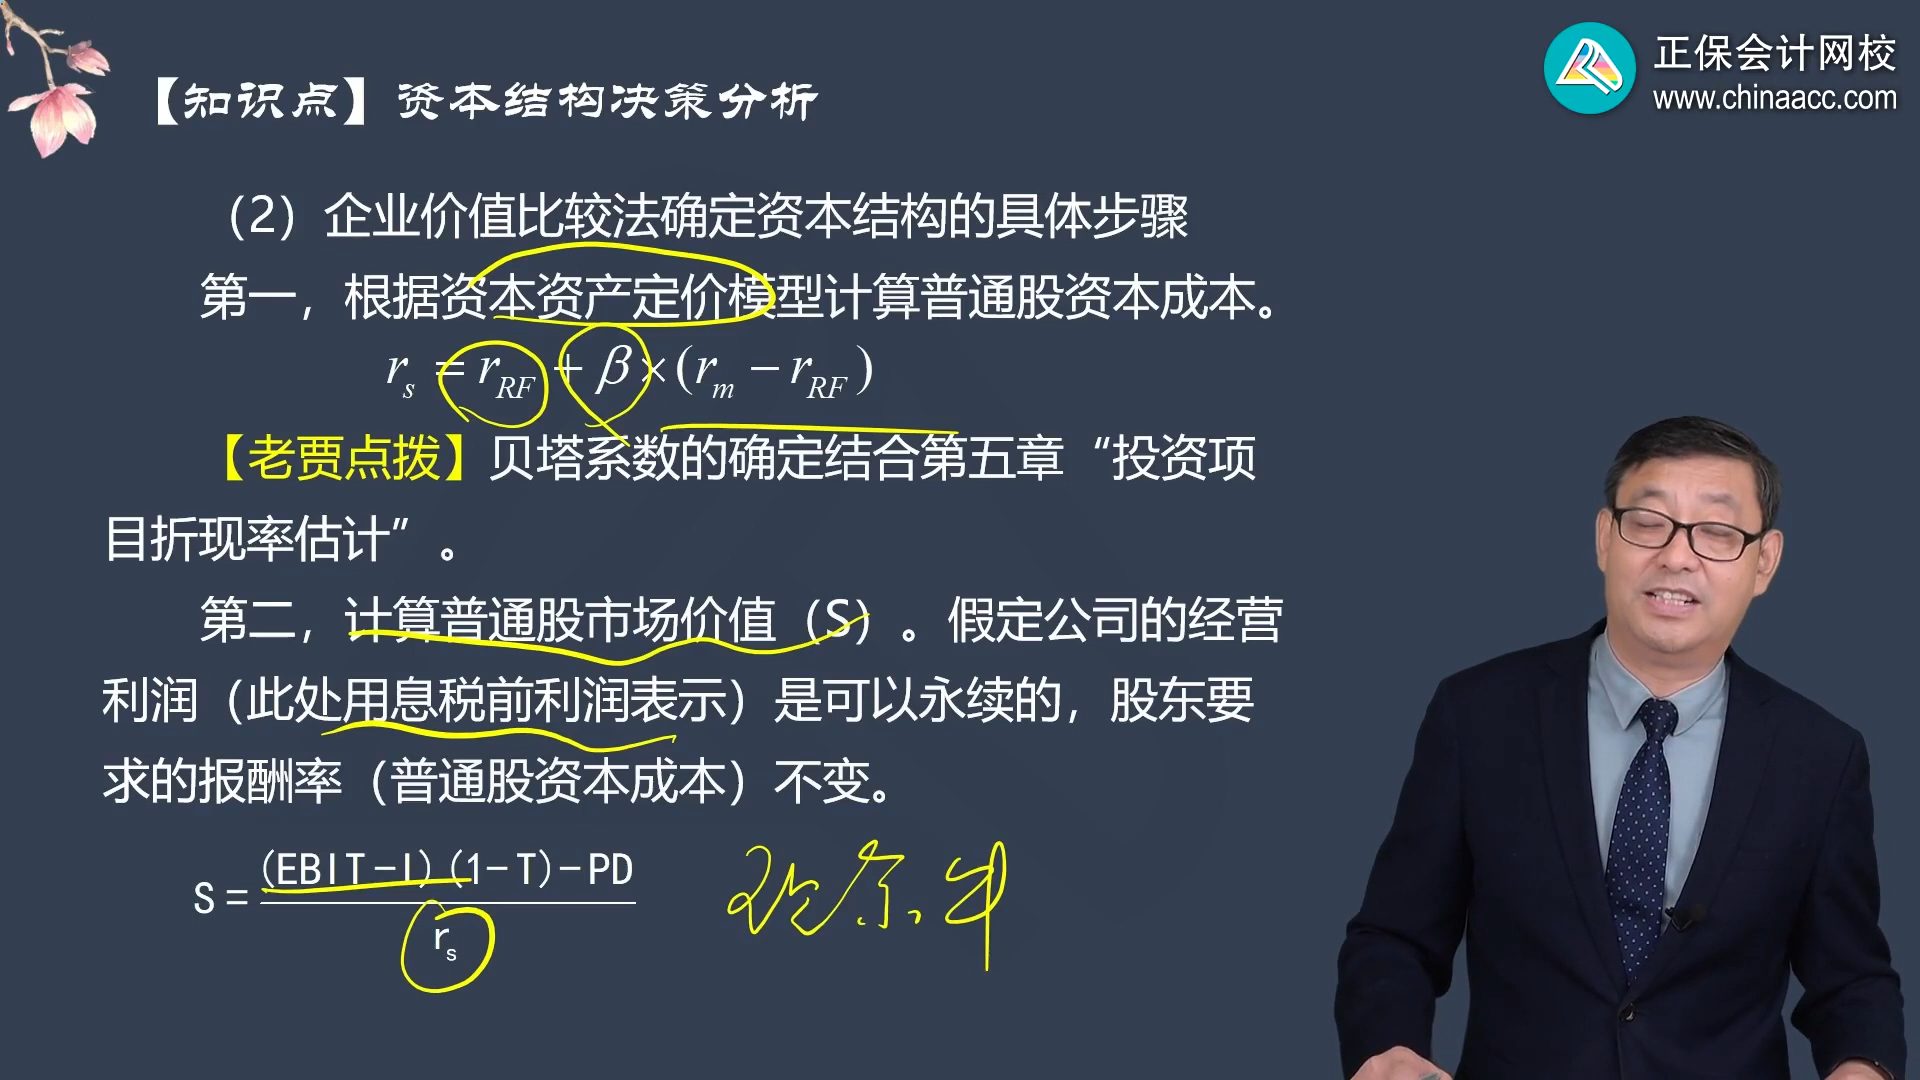 正保会计网校
www.chinaacc.com
【知识点】资本结构决策分析
（2）企业价值比较法确定资本结构的具体步骤
第一，根据资本资产定价模型计算普通股资本成本。
r_s = r_RF + β × (r_m − r_RF)
【老贾点拨】贝塔系数的确定结合第五章“投资项
目折现率估计”。
第二，计算普通股市场价值（S）。假定公司的经营
利润（此处用息税前利润表示）是可以永续的，股东要
求的报酬率（普通股资本成本）不变。
S=(EBIT-I)(1-T)-PD
r_s